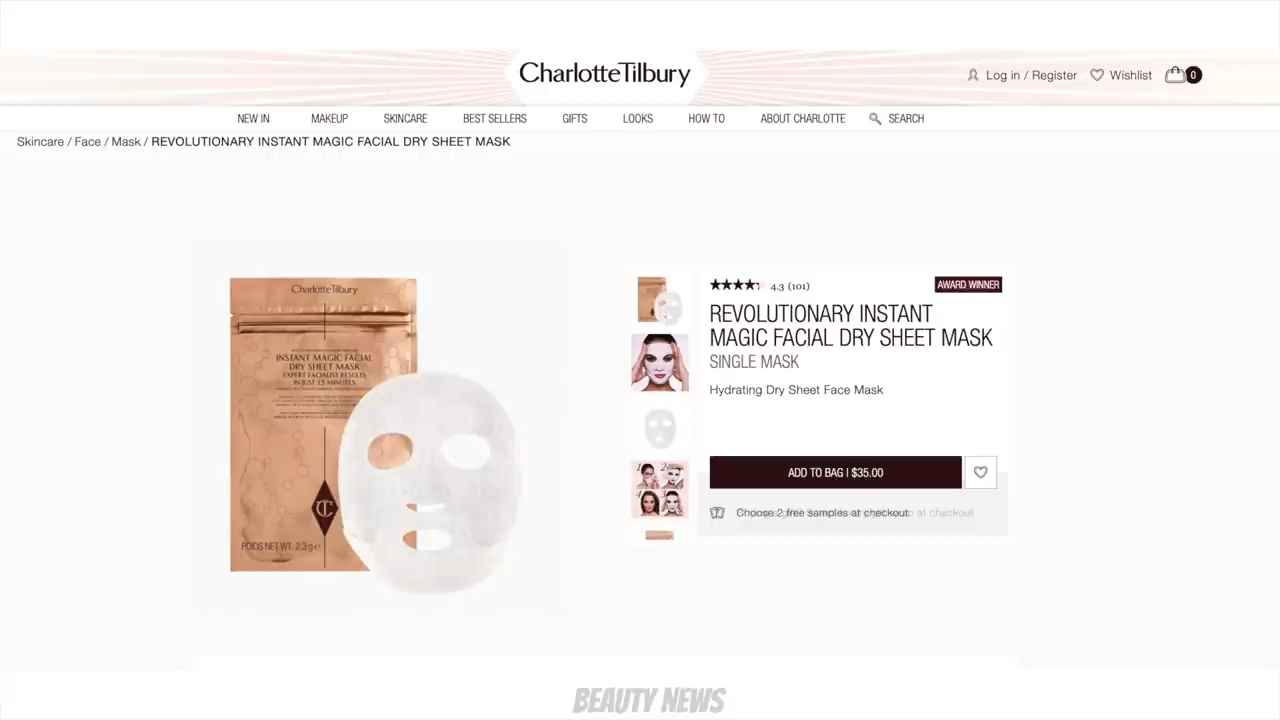 CharlotteTilbury
Log in / Register
Wishlist
0
NEW IN
MAKEUP
SKINCARE
BEST SELLERS
GIFTS
LOOKS
HOW TO
ABOUT CHARLOTTE
SEARCH
Skincare / Face / Mask / REVOLUTIONARY INSTANT MAGIC FACIAL DRY SHEET MASK
CharlotteTilbury
INSTANT MAGIC FACIAL
DRY SHEET MASK
EXPERT FACIALIST RESULTS
IN JUST 15 MINUTES
POIDS NET WT. 2.3 g e
4.3 (101)
AWARD WINNER
REVOLUTIONARY INSTANT
MAGIC FACIAL DRY SHEET MASK
SINGLE MASK
Hydrating Dry Sheet Face Mask
ADD TO BAG | $35.00
Choose 2 free samples at checkout
BEAUTY NEWS